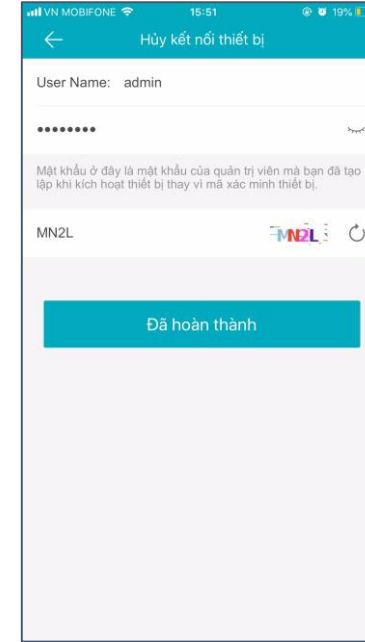 VN MOBIFONE 15:51 19%
Hủy kết nối thiết bị
User Name: admin
••••••••
Mật khẩu ở đây là mật khẩu của quản trị viên mà bạn đã tạo
lập khi kích hoạt thiết bị thay vì mã xác minh thiết bị.
MN2L MN2L
Đã hoàn thành